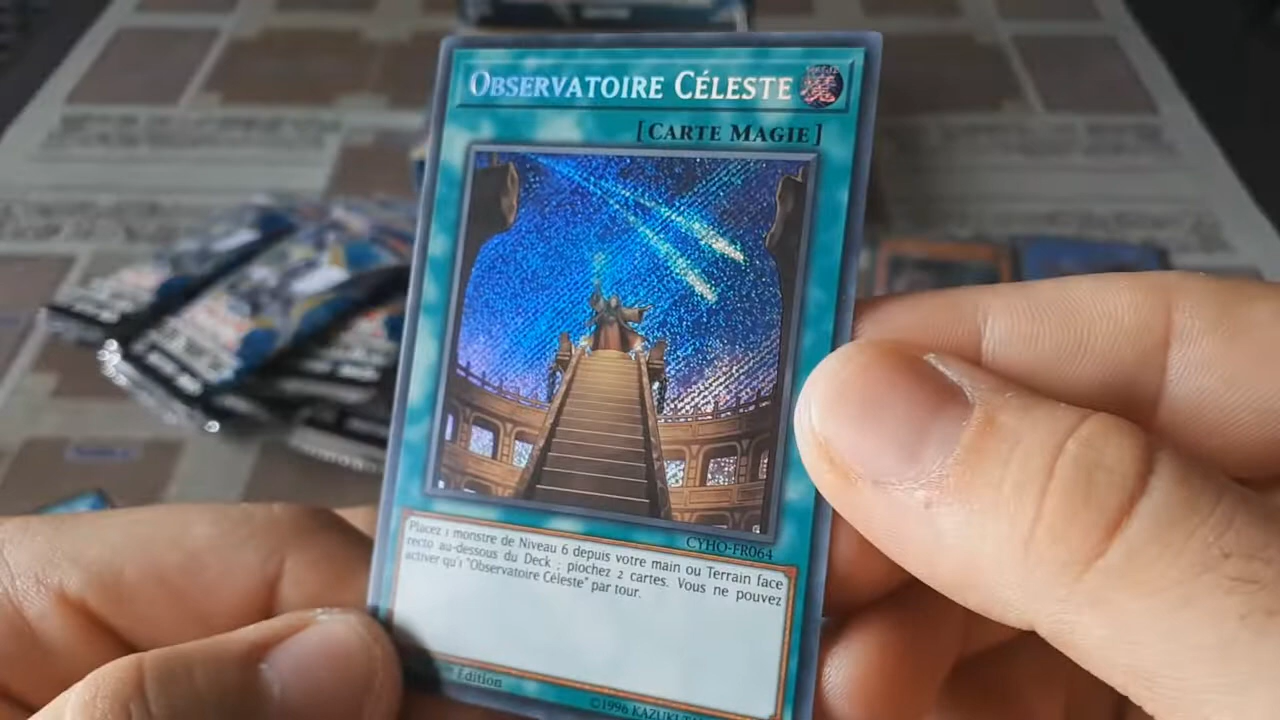 OBSERVATOIRE CÉLESTE
魔
[CARTE MAGIE]
CYHO-FR064
Placez 1 monstre de Niveau 6 depuis votre main ou Terrain face
recto au-dessous du Deck ; piochez 2 cartes. Vous ne pouvez
activer qu'1 "Observatoire Céleste" par tour.
Edition
©1996 KAZUKI